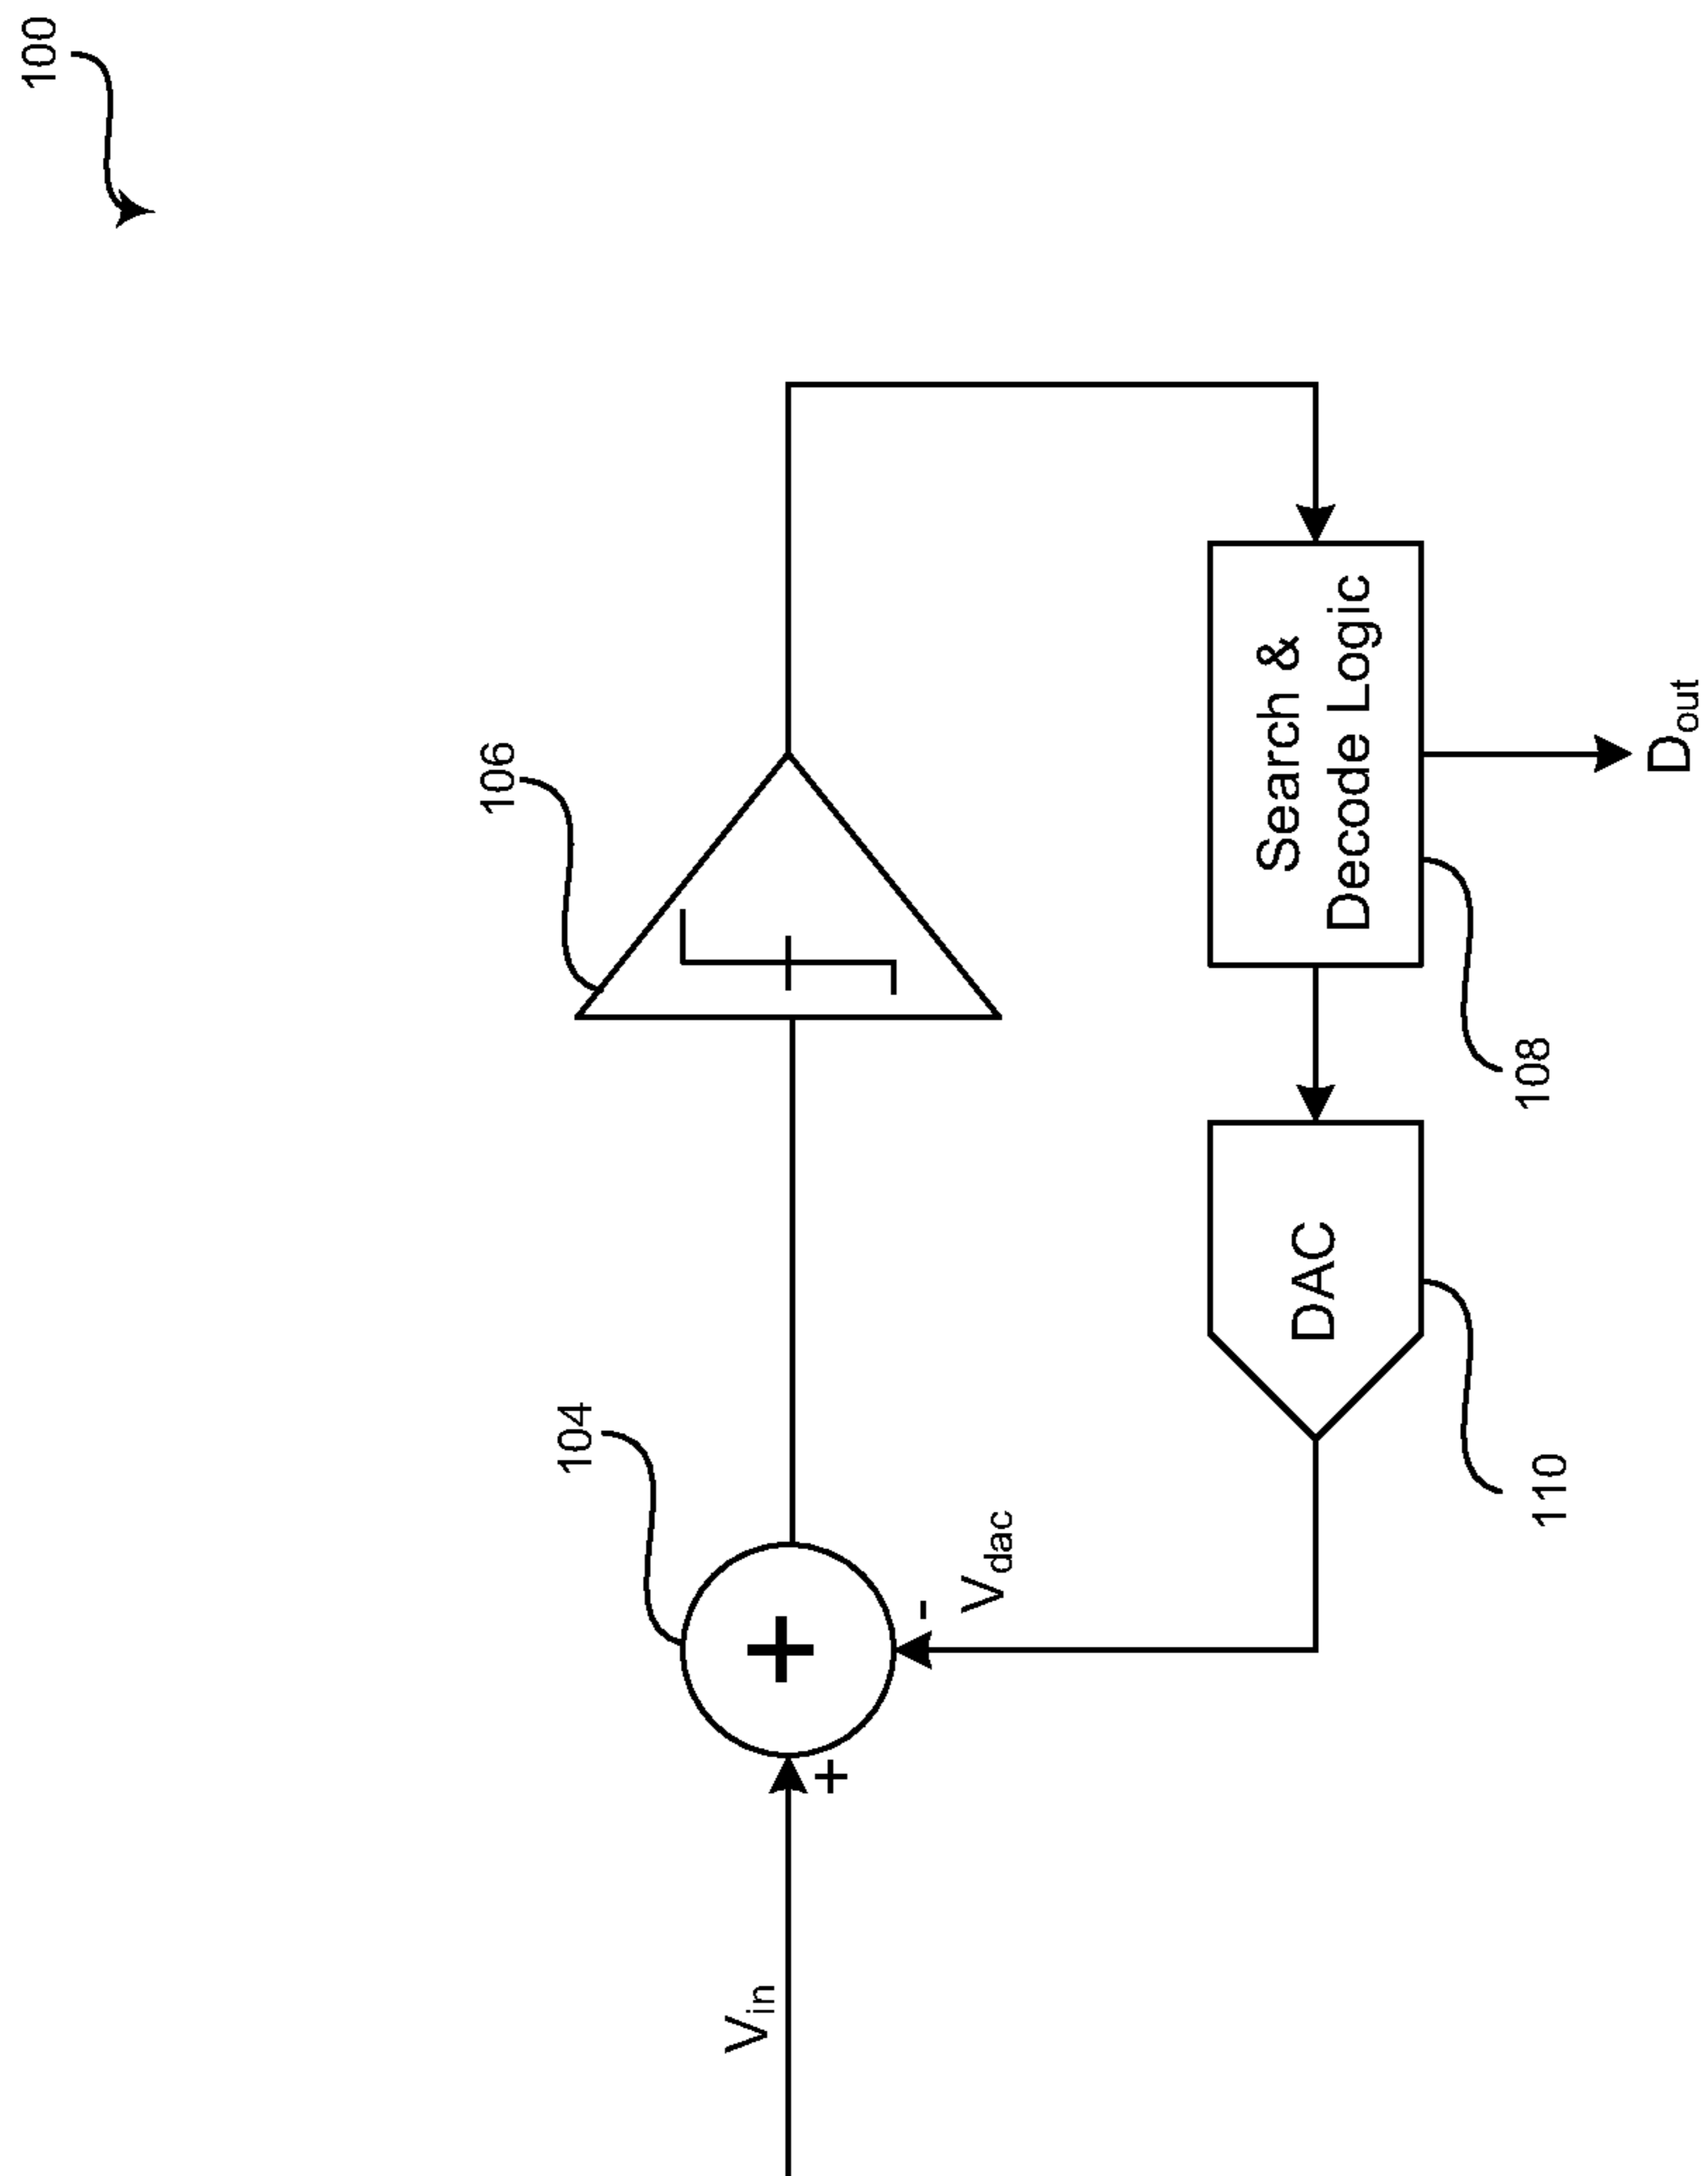 100
106
104
V_in
+
+
-
V_dac
Search &
Decode Logic
DAC
108
110
D_out